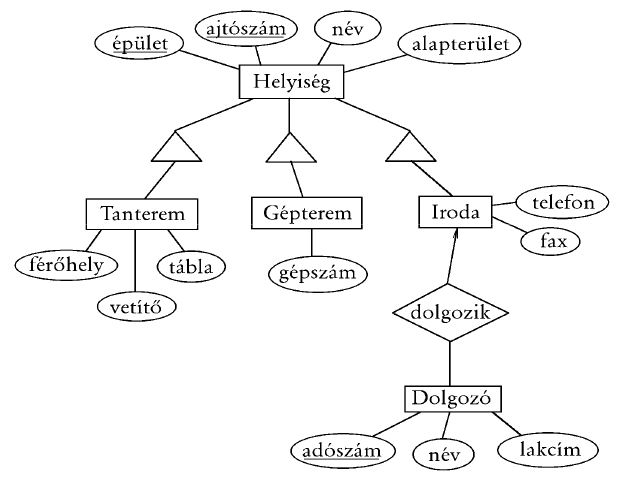 épület
ajtószám
név
alapterület
Helyiség
Tanterem
Gépterem
Iroda
telefon
fax
férőhely
vetítő
tábla
gépszám
dolgozik
Dolgozó
adószám
név
lakcím